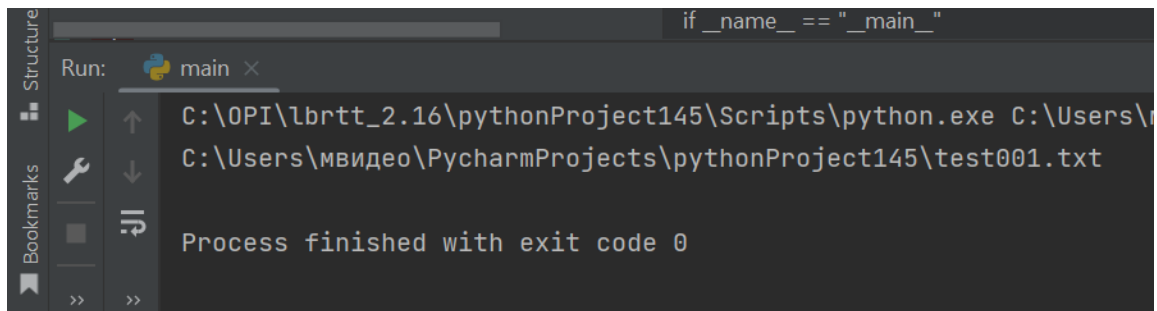 if __name__ == "__main__"
Structure
Run:
main
C:\OPI\lbrtt_2.16\pythonProject145\Scripts\python.exe C:\Users\
C:\Users\мвидео\PycharmProjects\pythonProject145\test001.txt
Process finished with exit code 0
Bookmarks